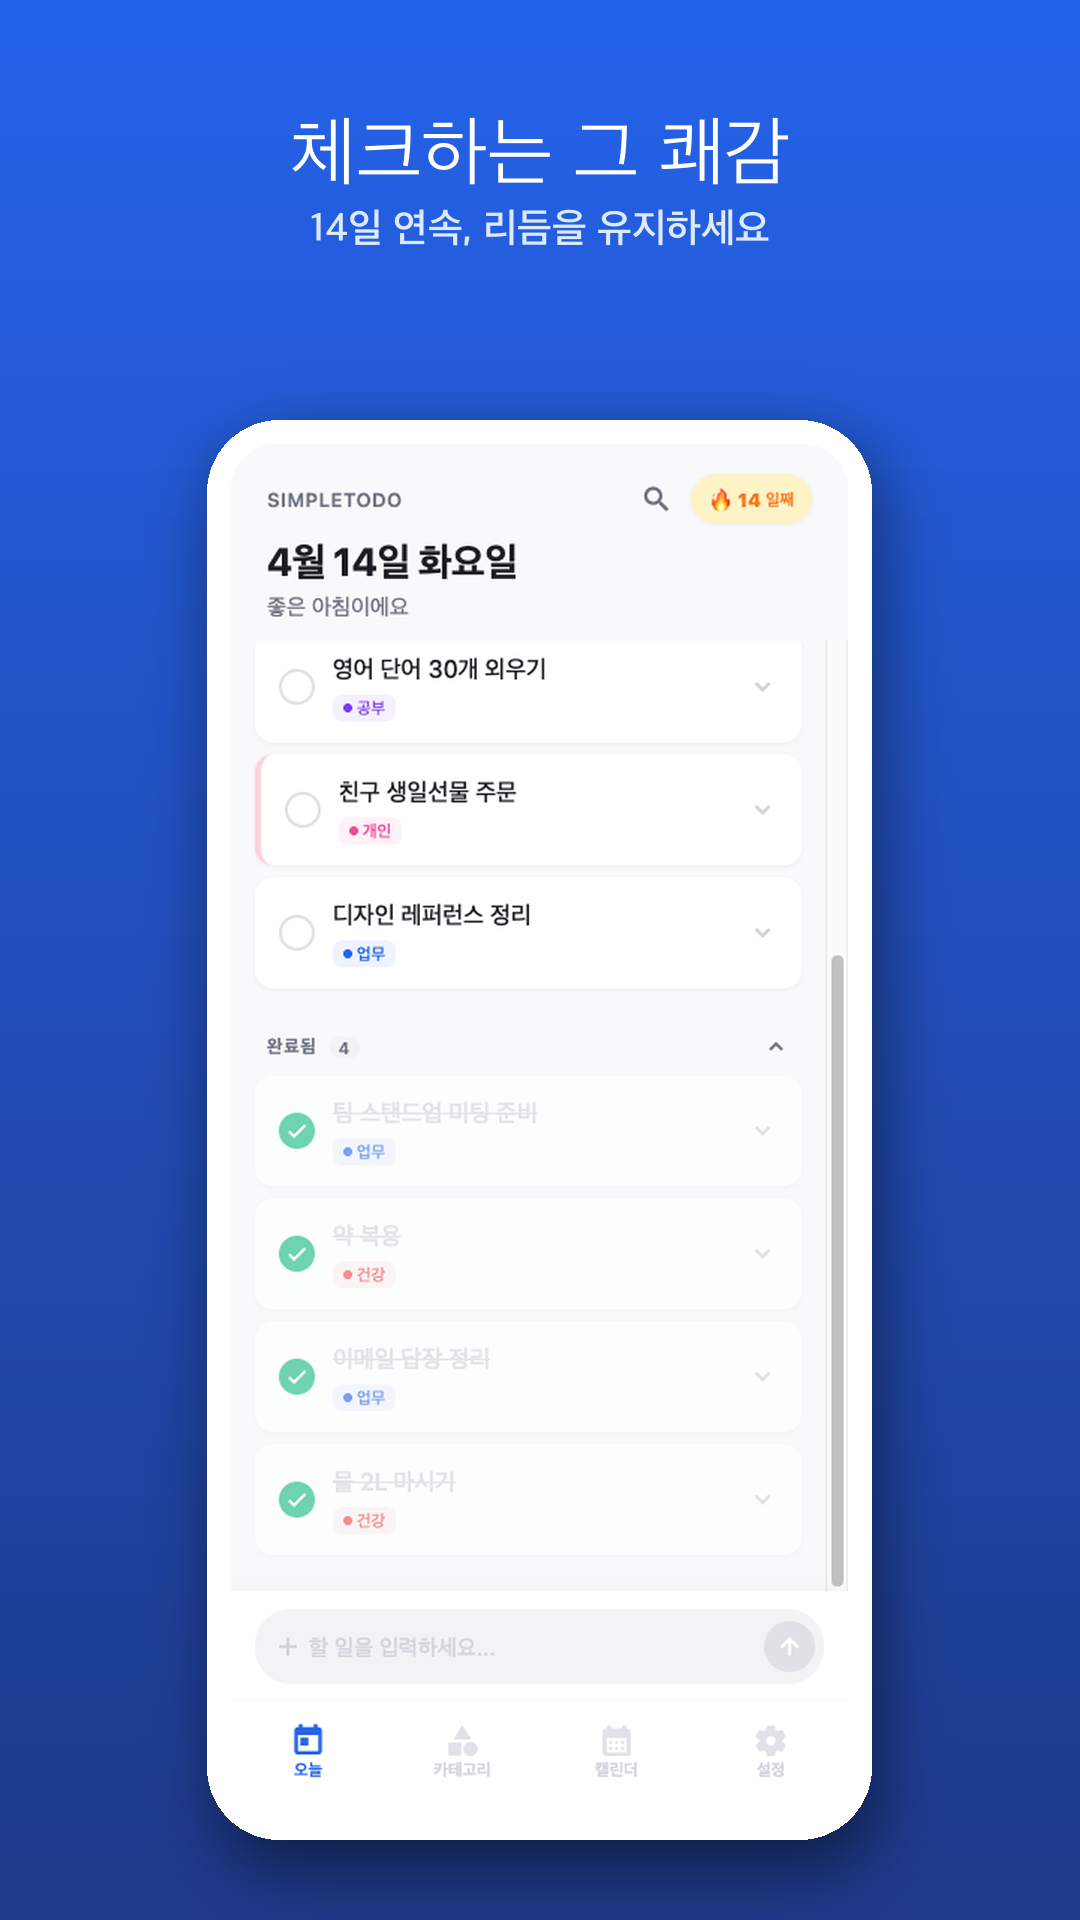 체크하는 그 쾌감
14일 연속, 리듬을 유지하세요
SIMPLETODO
14 일째
4월 14일 화요일
좋은 아침이에요
영어 단어 30개 외우기
공부
친구 생일선물 주문
개인
디자인 레퍼런스 정리
업무
완료됨 4
팀 스탠드업 미팅 준비
업무
약 복용
건강
이메일 답장 정리
업무
물 2L 마시기
건강
할 일을 입력하세요...
오늘
카테고리
캘린더
설정